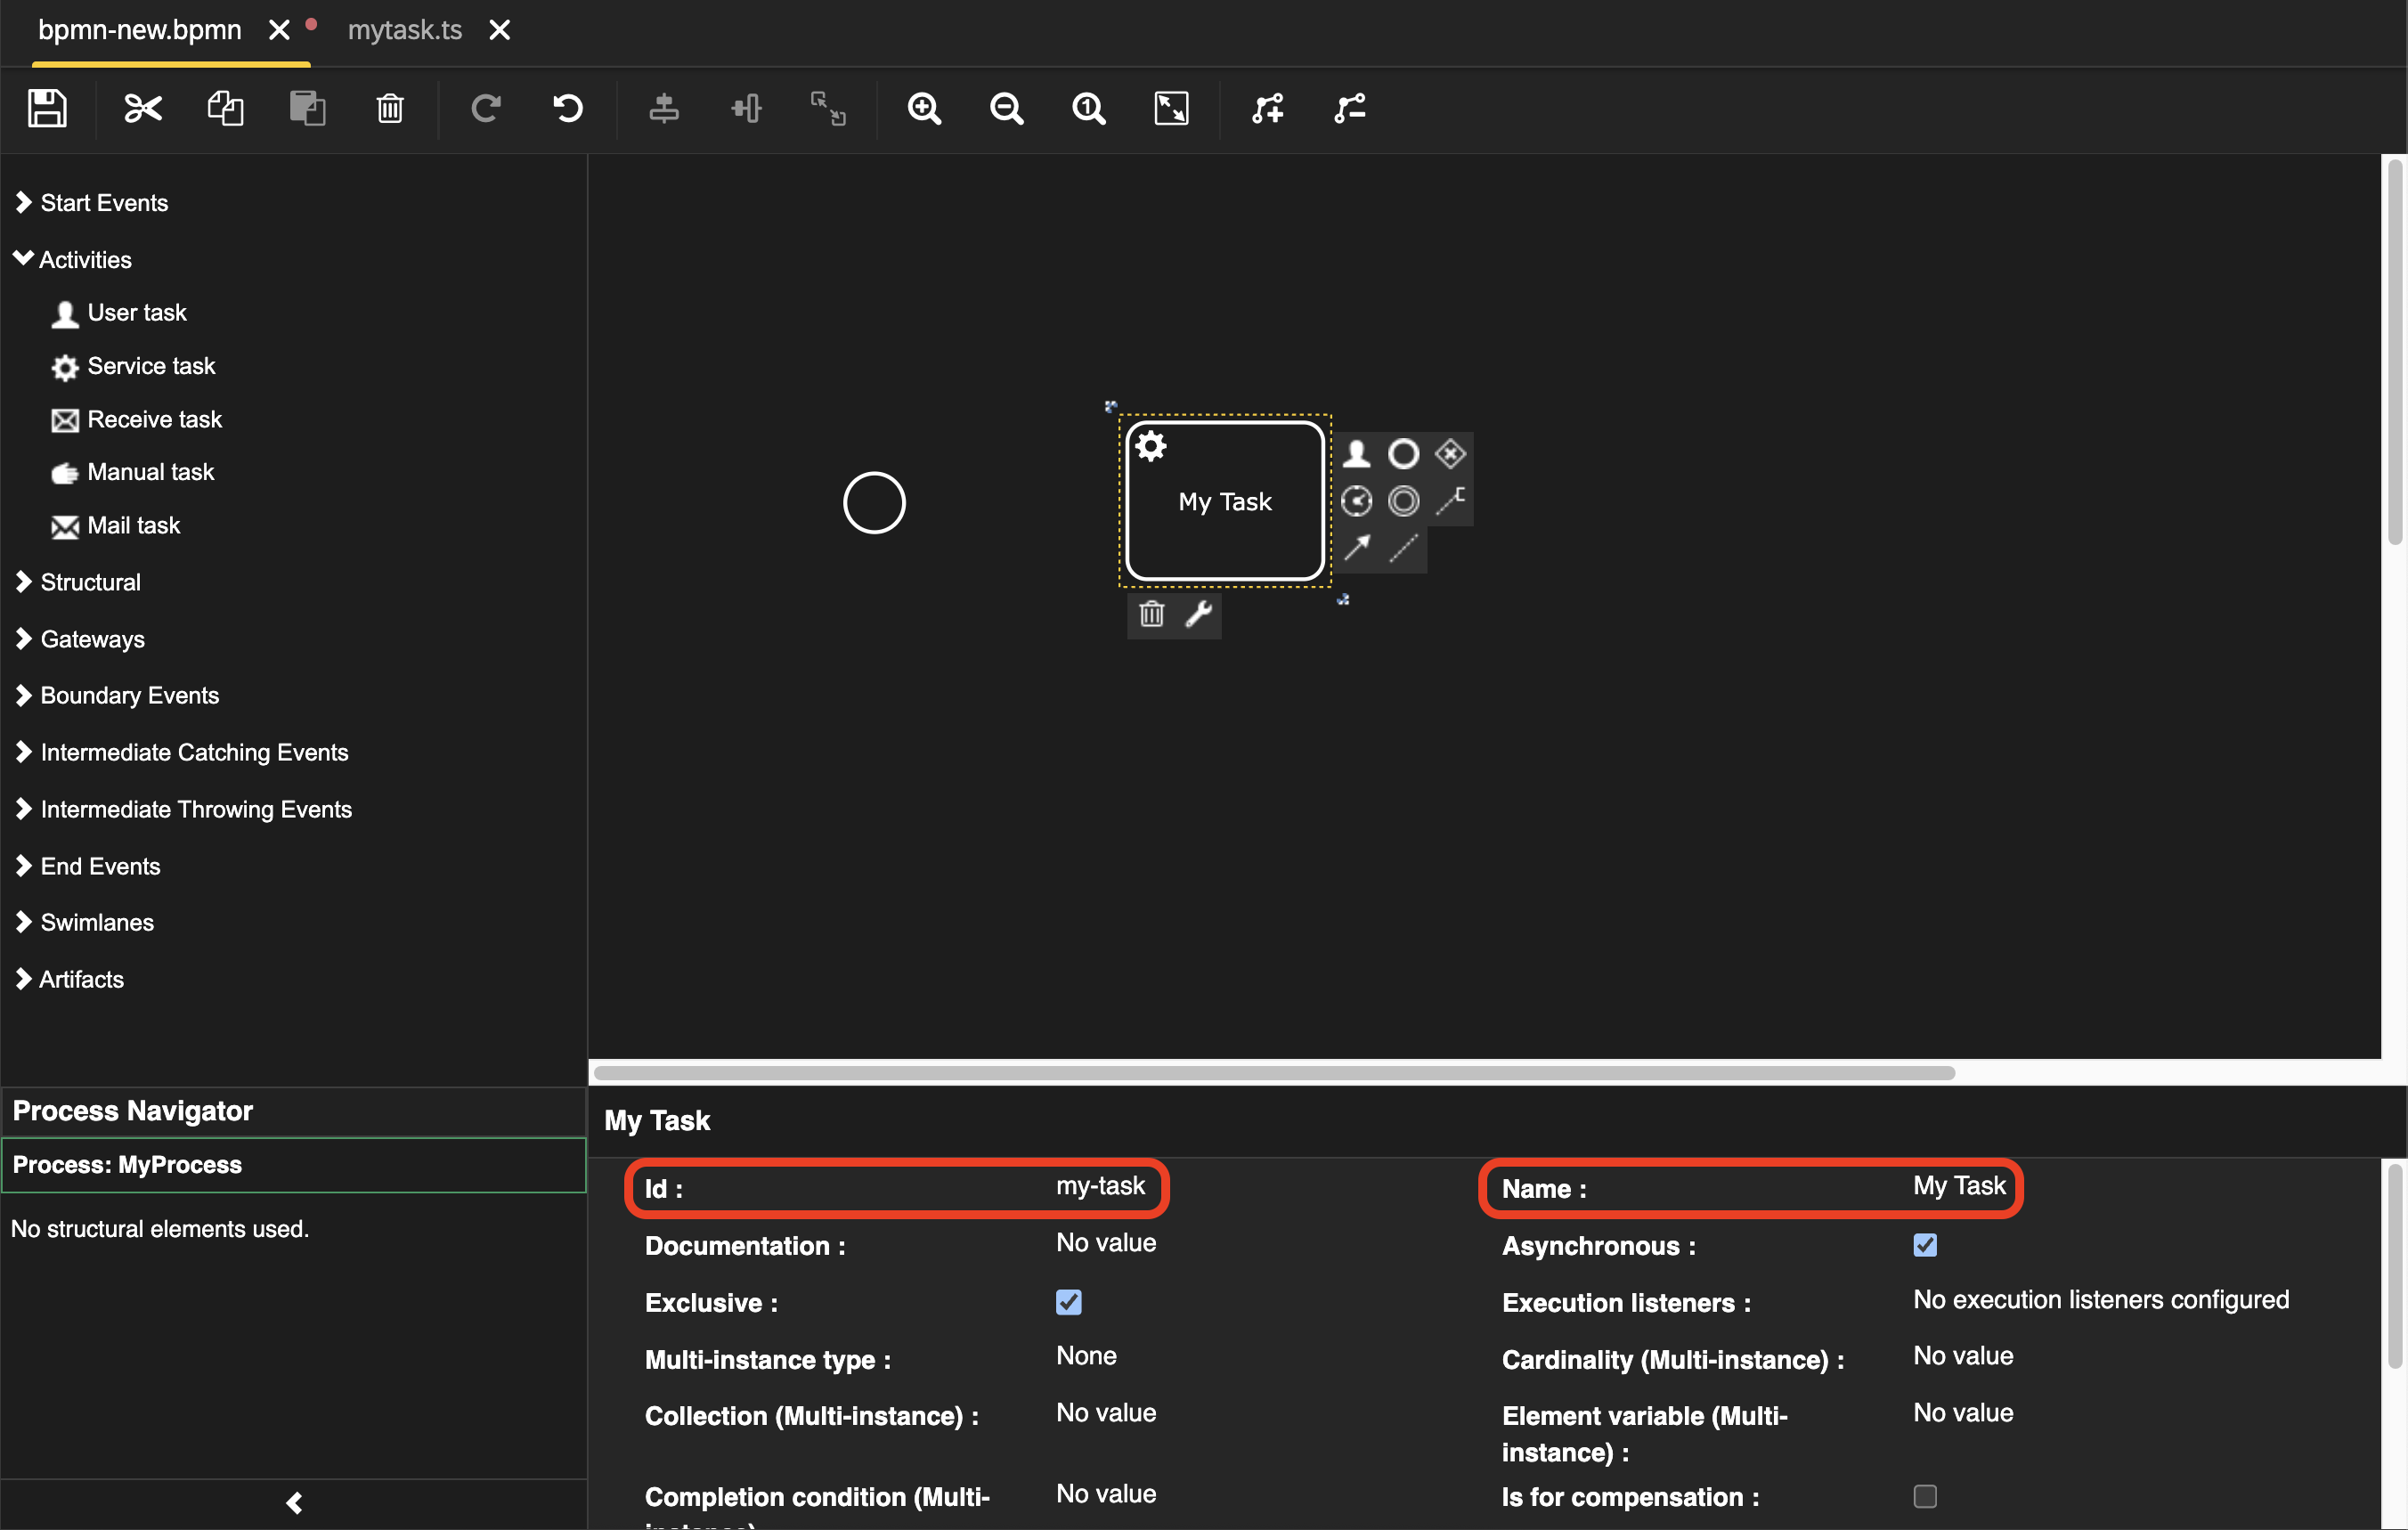 bpmn-new.bpmn
mytask.ts
Start Events
Activities
User task
Service task
Receive task
Manual task
Mail task
Structural
Gateways
Boundary Events
Intermediate Catching Events
Intermediate Throwing Events
End Events
Swimlanes
Artifacts
My Task
Process Navigator
Process: MyProcess
No structural elements used.
My Task
Id : my-task
Name : My Task
Documentation : No value
Asynchronous :
Exclusive :
Execution listeners : No execution listeners configured
Multi-instance type : None
Cardinality (Multi-instance) : No value
Collection (Multi-instance) : No value
Element variable (Multi- No value
instance) :
Completion condition (Multi- No value
Is for compensation :